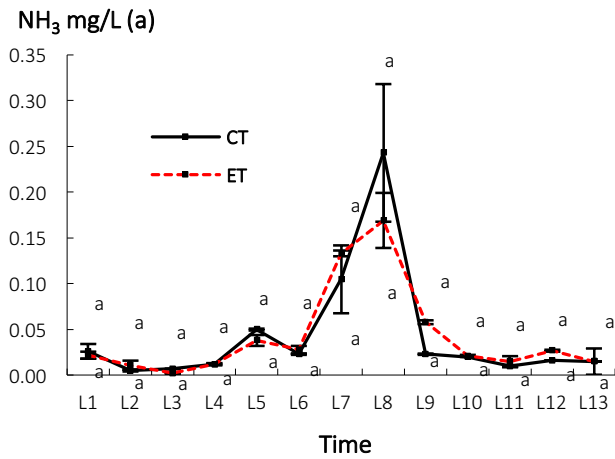 NH₃ mg/L (a)
0.35
a
0.30
0.25
CT
0.20
ET
a
0.15
0.10
a
a a
0.05
a a a a a a a a a a
a
0.00
a a a a a a a a a
L1 L2 L3 L4 L5 L6 L7 L8 L9 L10 L11 L12 L13
Time